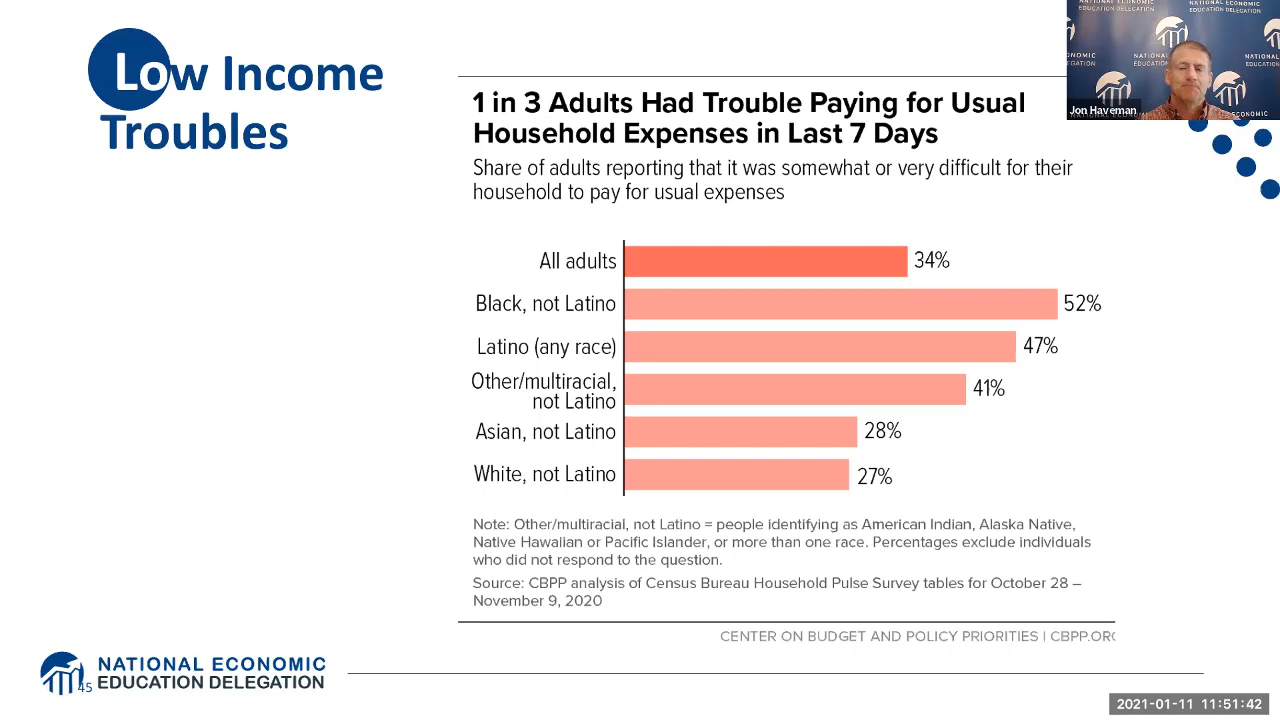 Low Income
Troubles
1 in 3 Adults Had Trouble Paying for Usual
Household Expenses in Last 7 Days
Share of adults reporting that it was somewhat or very difficult for their
household to pay for usual expenses
All adults 34%
Black, not Latino 52%
Latino (any race) 47%
Other/multiracial,
not Latino 41%
Asian, not Latino 28%
White, not Latino 27%
Note: Other/multiracial, not Latino = people identifying as American Indian, Alaska Native,
Native Hawaiian or Pacific Islander, or more than one race. Percentages exclude individuals
who did not respond to the question.
Source: CBPP analysis of Census Bureau Household Pulse Survey tables for October 28 –
November 9, 2020
CENTER ON BUDGET AND POLICY PRIORITIES | CBPP.ORG
NATIONAL ECONOMIC
45 EDUCATION DELEGATION
Jon Haveman
2021-01-11 11:51:42